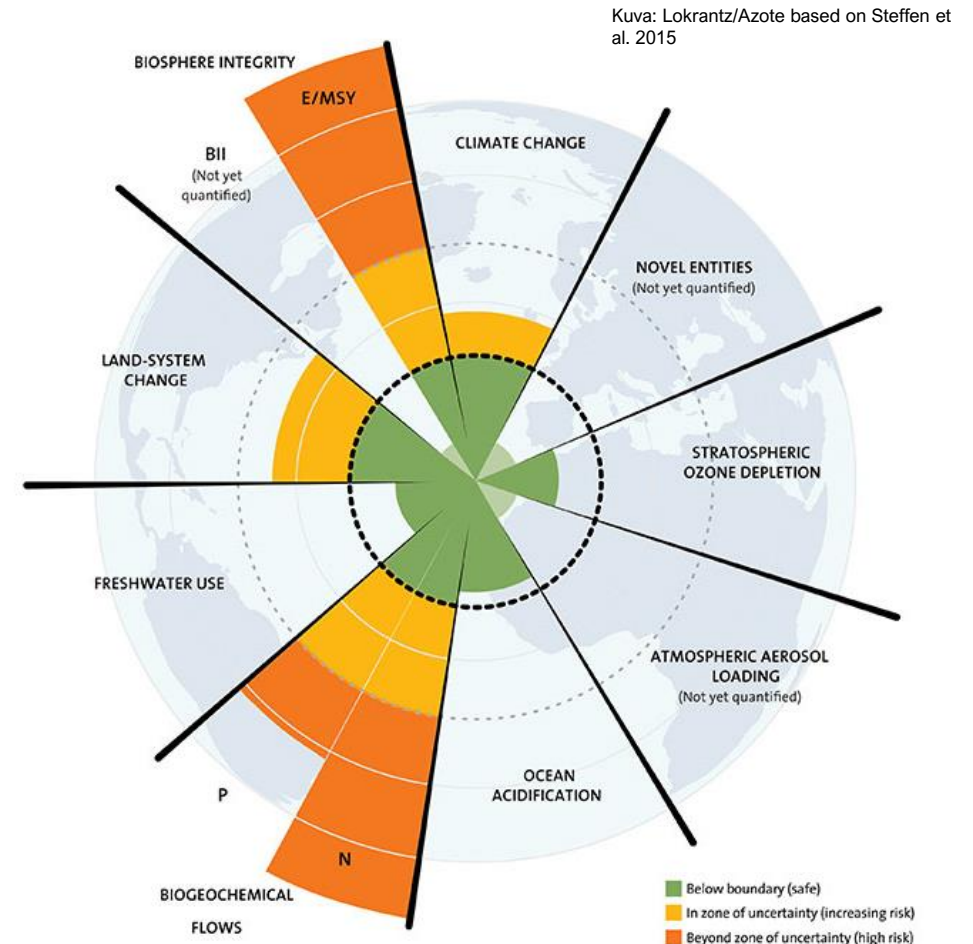 Kuva: Lokrantz/Azote based on Steffen et
al. 2015
BIOSPHERE INTEGRITY
E/MSY
BII
(Not yet
quantified)
CLIMATE CHANGE
NOVEL ENTITIES
(Not yet quantified)
LAND-SYSTEM
CHANGE
STRATOSPHERIC
OZONE DEPLETION
FRESHWATER USE
ATMOSPHERIC AEROSOL
LOADING
(Not yet quantified)
OCEAN
ACIDIFICATION
P
N
BIOGEOCHEMICAL
FLOWS
Below boundary (safe)
In zone of uncertainty (increasing risk)
Beyond zone of uncertainty (high risk)